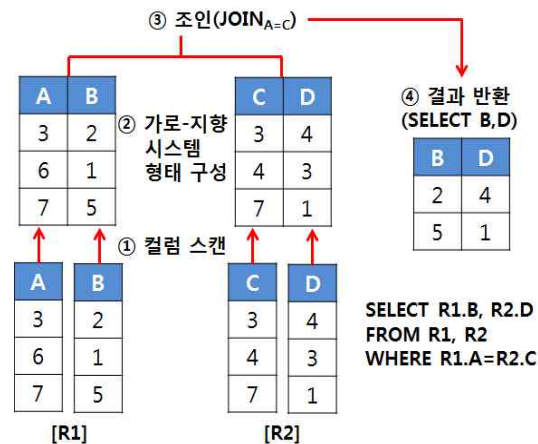 ③ 조인(JOIN A=C)
A B
3 2
6 1
7 5
② 가로-지향
시스템
형태 구성
C D
3 4
4 3
7 1
④ 결과 반환
(SELECT B,D)
B D
2 4
5 1
① 컬럼 스캔
A
3
6
7
B
2
1
5
[R1]
C
3
4
7
D
4
3
1
[R2]
SELECT R1.B, R2.D
FROM R1, R2
WHERE R1.A=R2.C